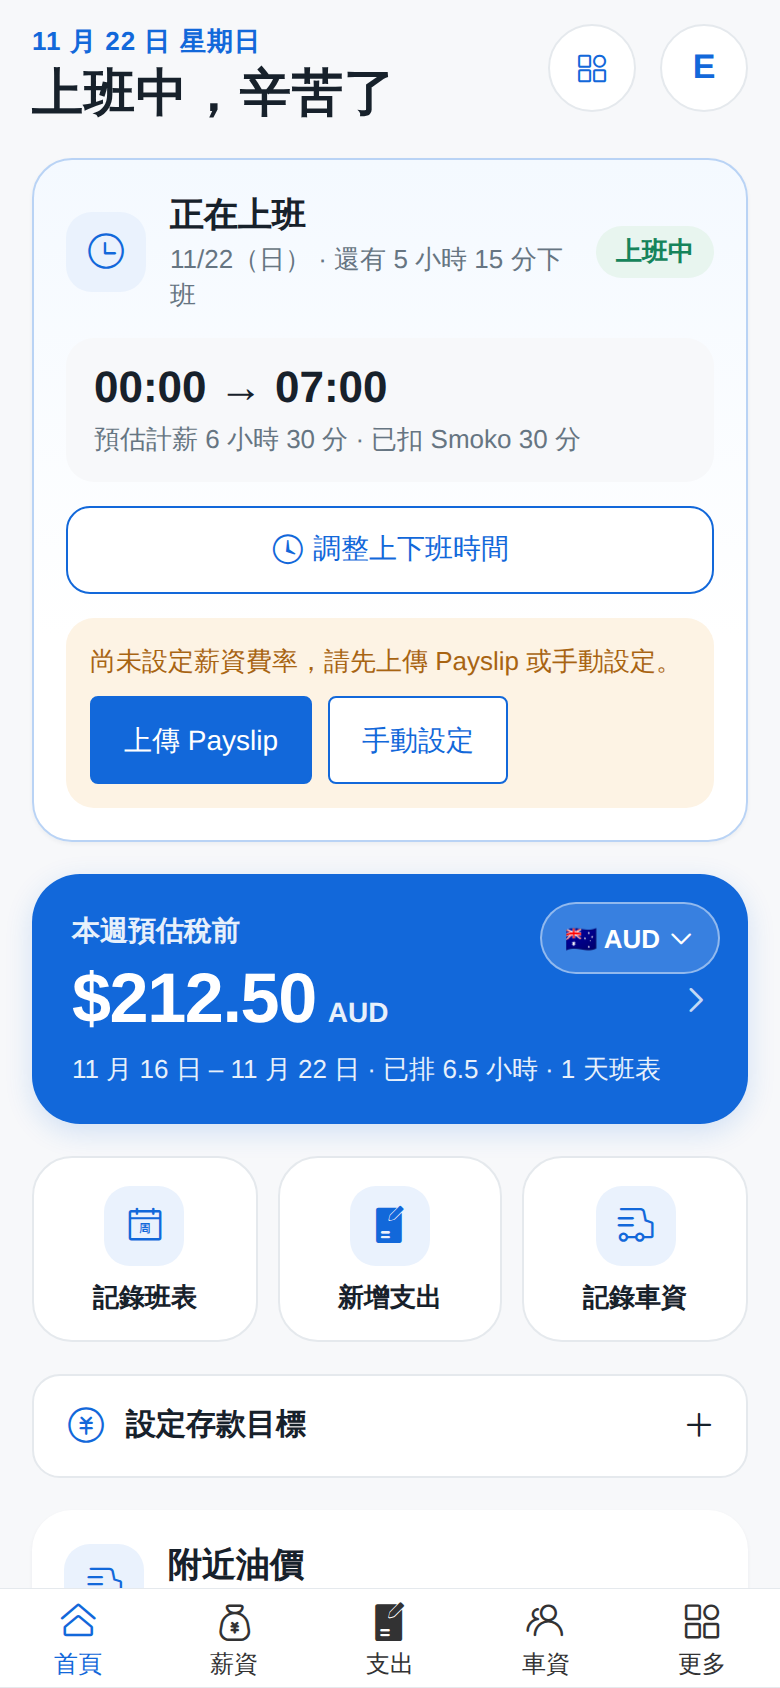 11 月 22 日 星期日
上班中，辛苦了
E
正在上班
11/22（日） · 還有 5 小時 15 分下
班
上班中
00:00 → 07:00
預估計薪 6 小時 30 分 · 已扣 Smoko 30 分
調整上下班時間
尚未設定薪資費率，請先上傳 Payslip 或手動設定。
上傳 Payslip
手動設定
本週預估稅前
AUD
$212.50 AUD
11 月 16 日 – 11 月 22 日 · 已排 6.5 小時 · 1 天班表
周
記錄班表
新增支出
記錄車資
¥
設定存款目標
附近油價
¥
首頁
薪資
支出
車資
更多